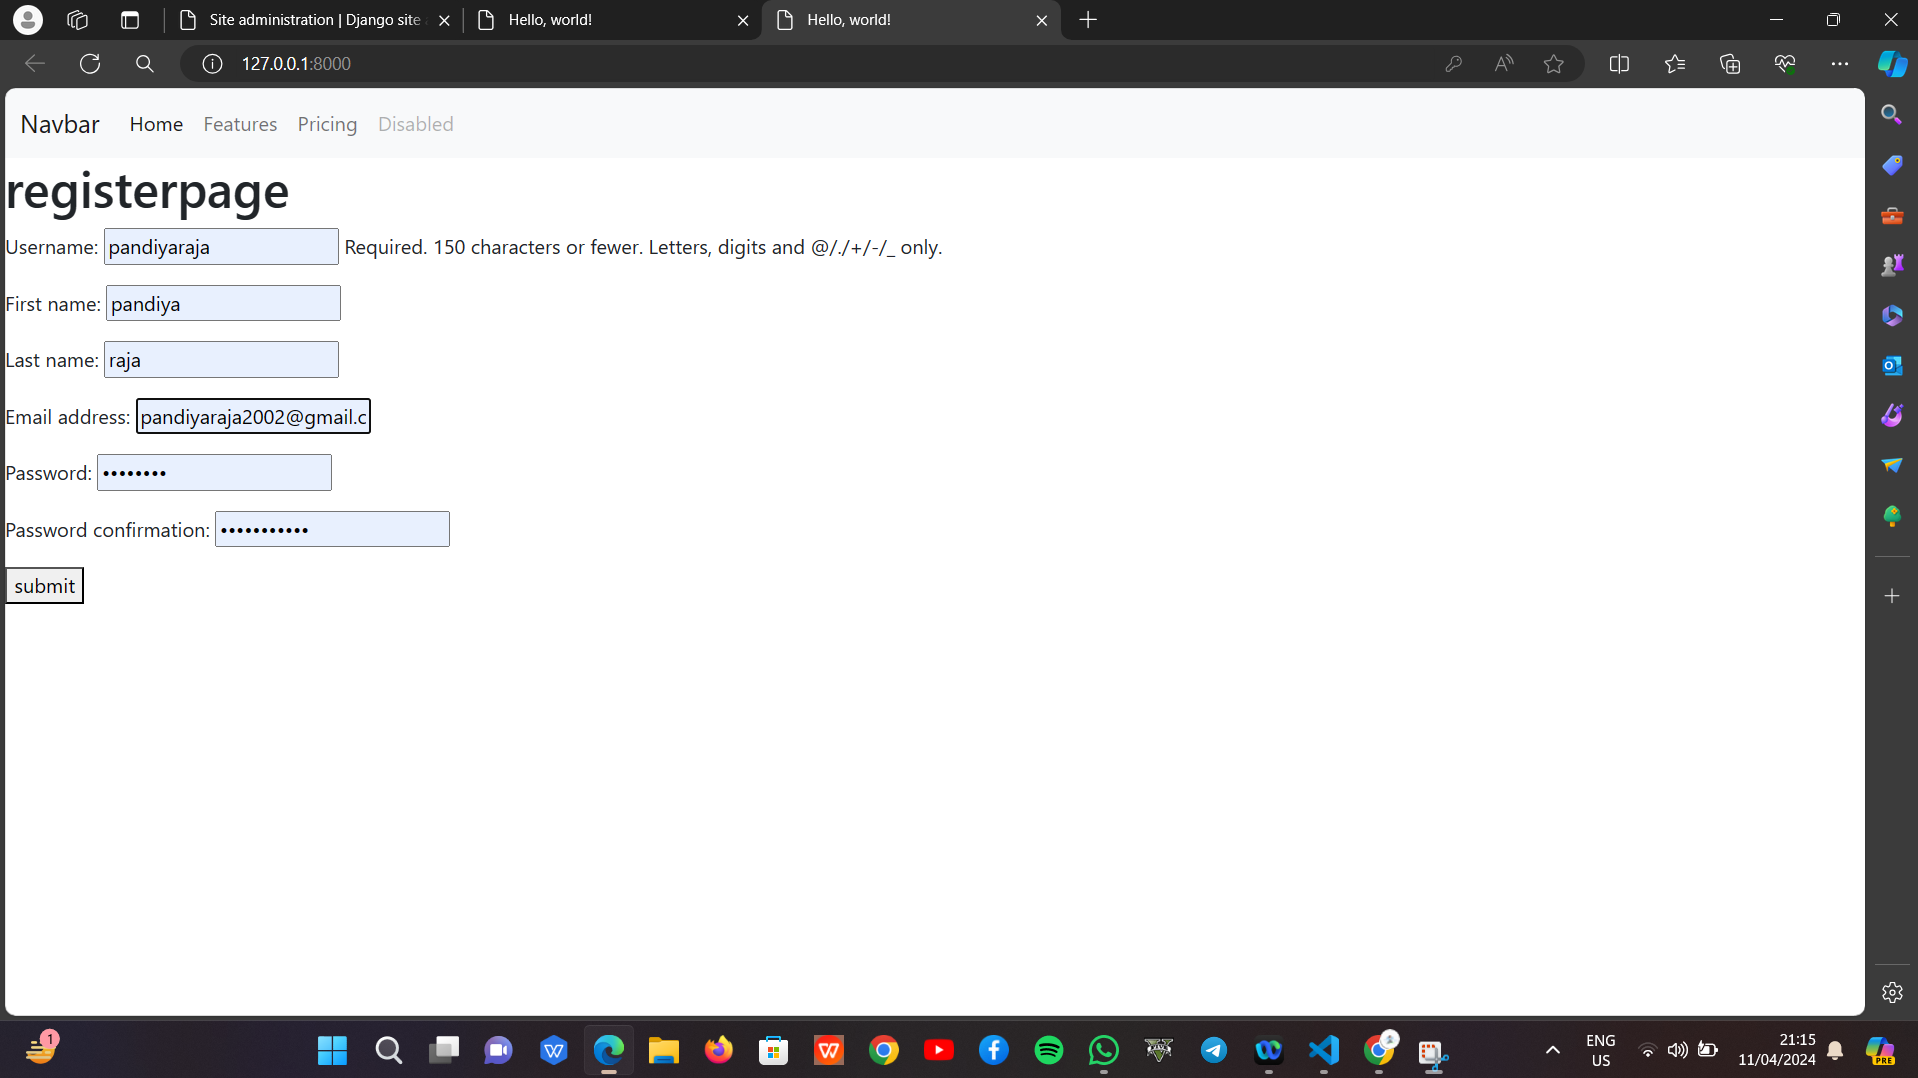 Site administration | Django site
Hello, world!
Hello, world!
127.0.0.1:8000
Navbar Home Features Pricing Disabled
registerpage
Username: pandiyaraja Required. 150 characters or fewer. Letters, digits and @/./+/-/_ only.
First name: pandiya
Last name: raja
Email address: pandiyaraja2002@gmail.c
Password: ••••••••
Password confirmation: •••••••••••
submit
1
ENG
US
21:15
11/04/2024
PRE